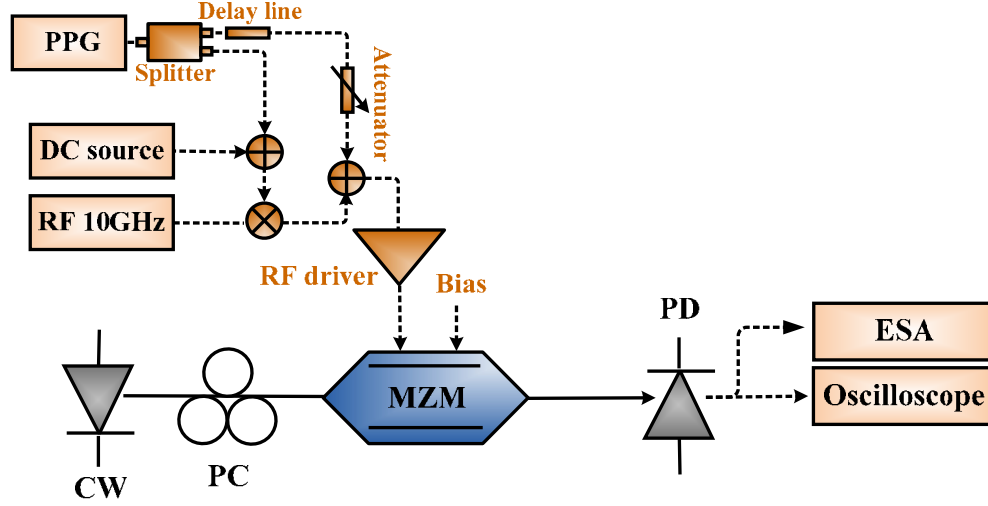 Delay line
PPG
Splitter
Attenuator
DC source
RF 10GHz
RF driver
Bias
PD
ESA
MZM
Oscilloscope
PC
CW